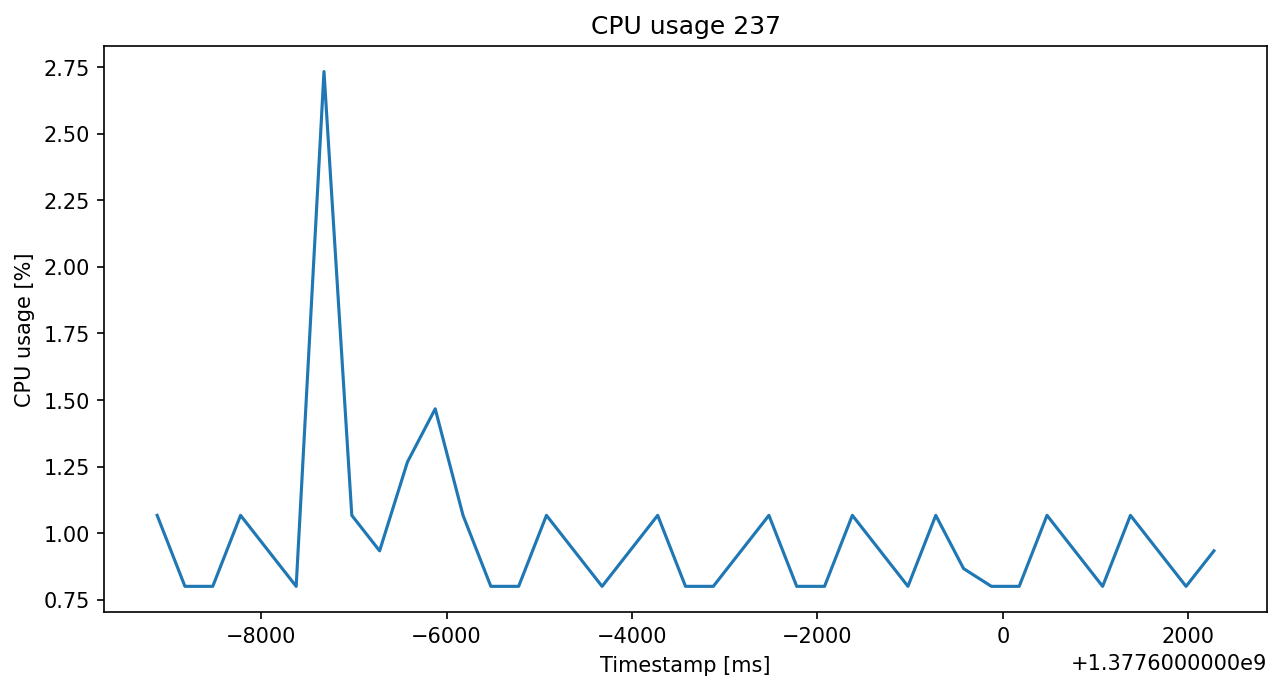 CPU usage 237
CPU usage [%]
2.75
2.50
2.25
2.00
1.75
1.50
1.25
1.00
0.75
−8000 −6000 −4000 −2000 0 2000
Timestamp [ms]
+1.3776000000e9